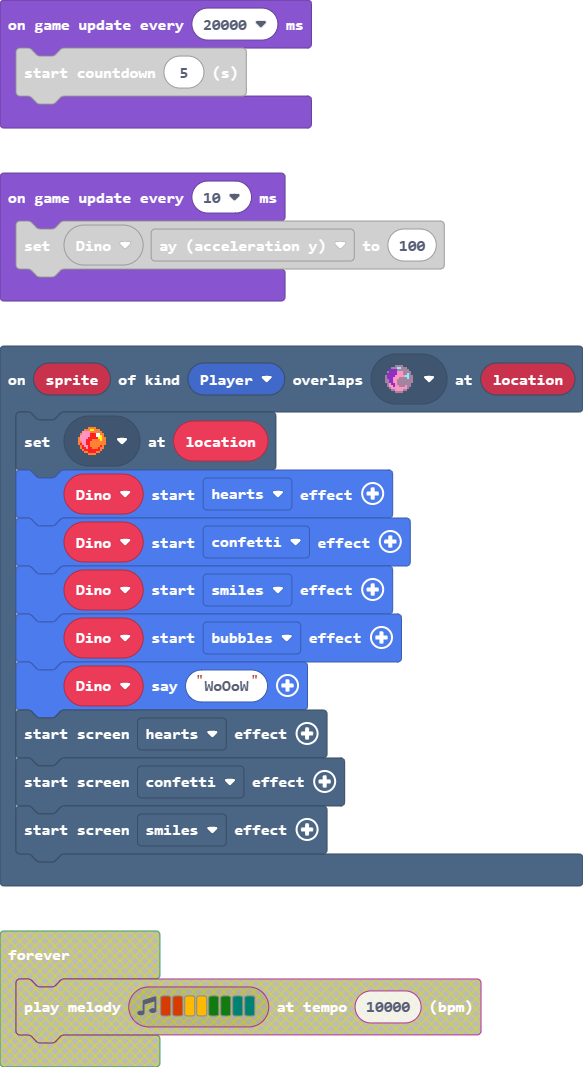 on game update every 20000 ms
start countdown 5 (s)
on game update every 10 ms
set Dino ay (acceleration y) to 100
on sprite of kind Player overlaps at location
set at location
Dino start hearts effect
Dino start confetti effect
Dino start smiles effect
Dino start bubbles effect
Dino say "WoOoW"
start screen hearts effect
start screen confetti effect
start screen smiles effect
forever
play melody at tempo 10000 (bpm)